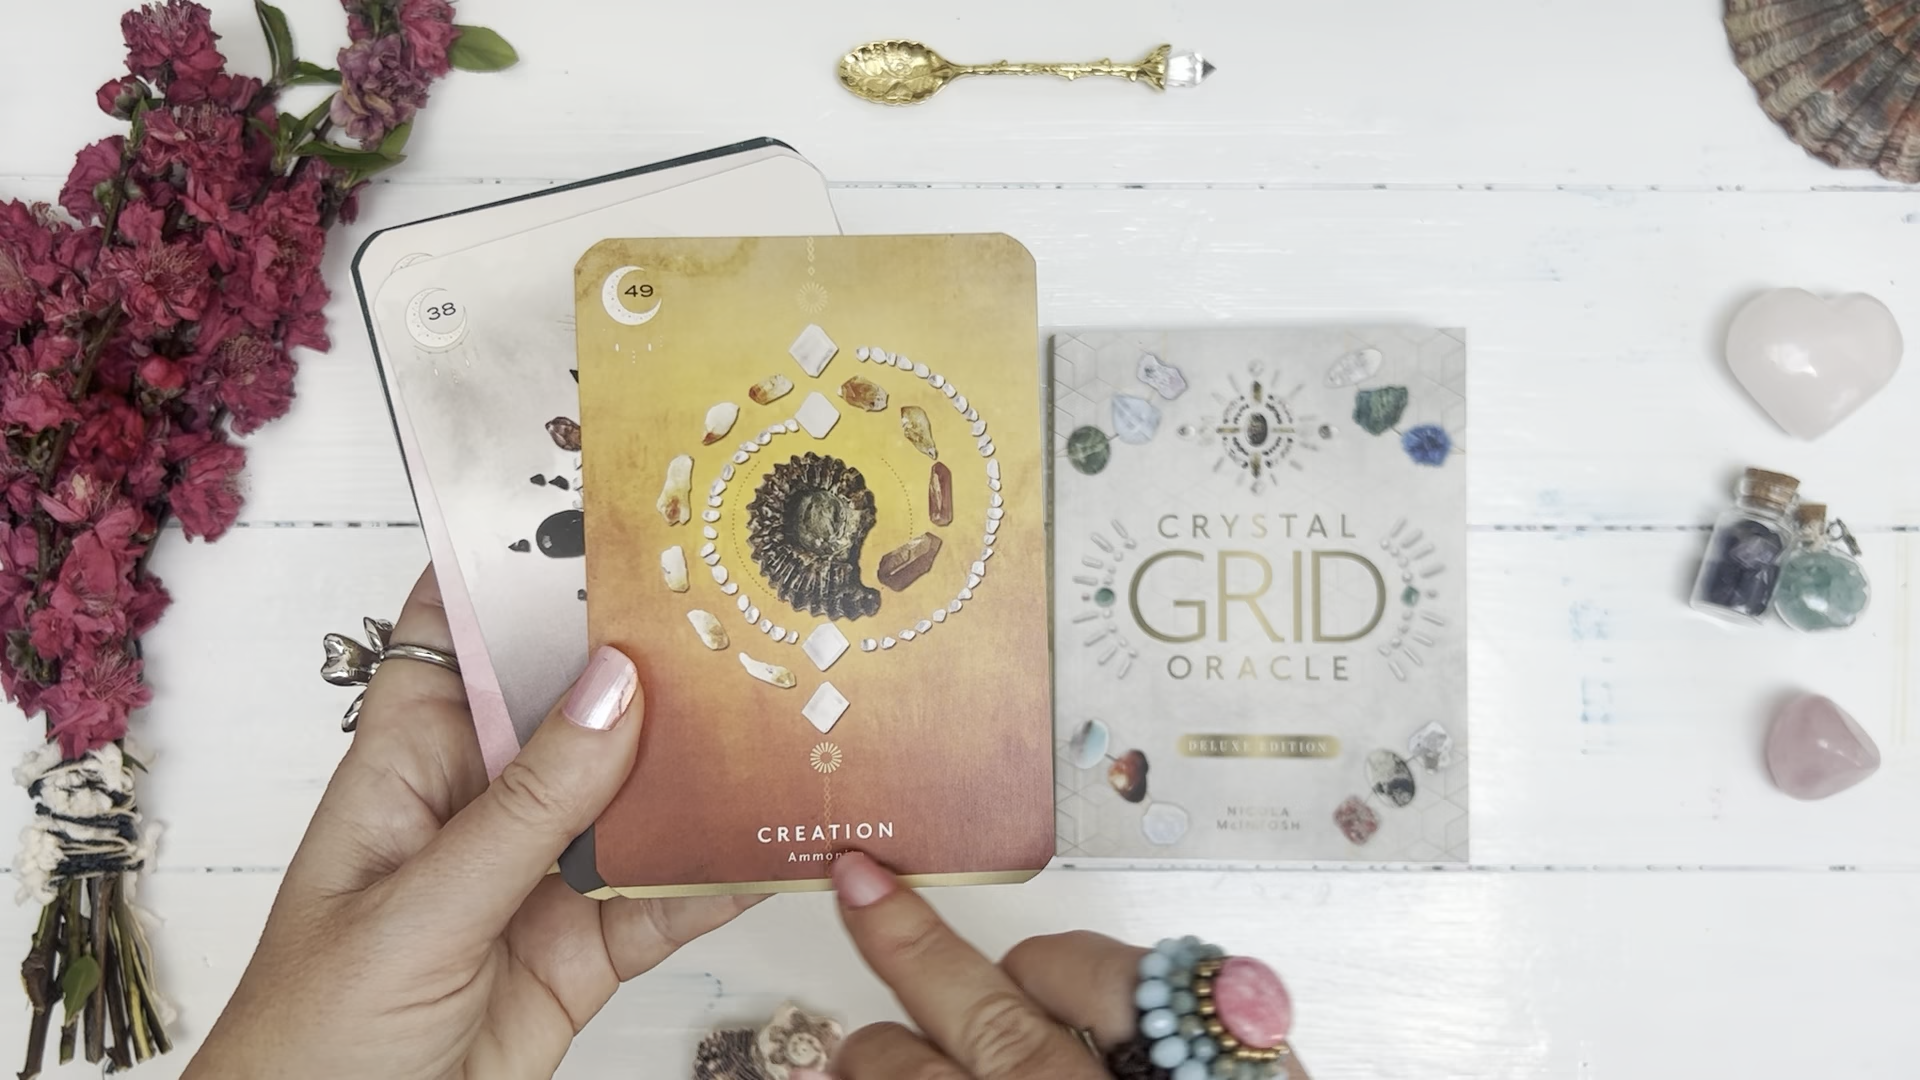 38
49
CREATION
CRYSTAL
GRID
ORACLE
DELUXE EDITION
NICOLA
McINTOSH